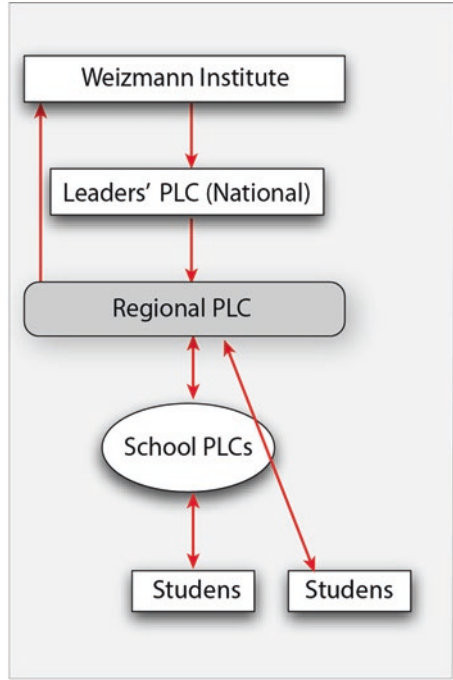 Weizmann Institute
Leaders' PLC (National)
Regional PLC
School PLCs
Studens
Studens